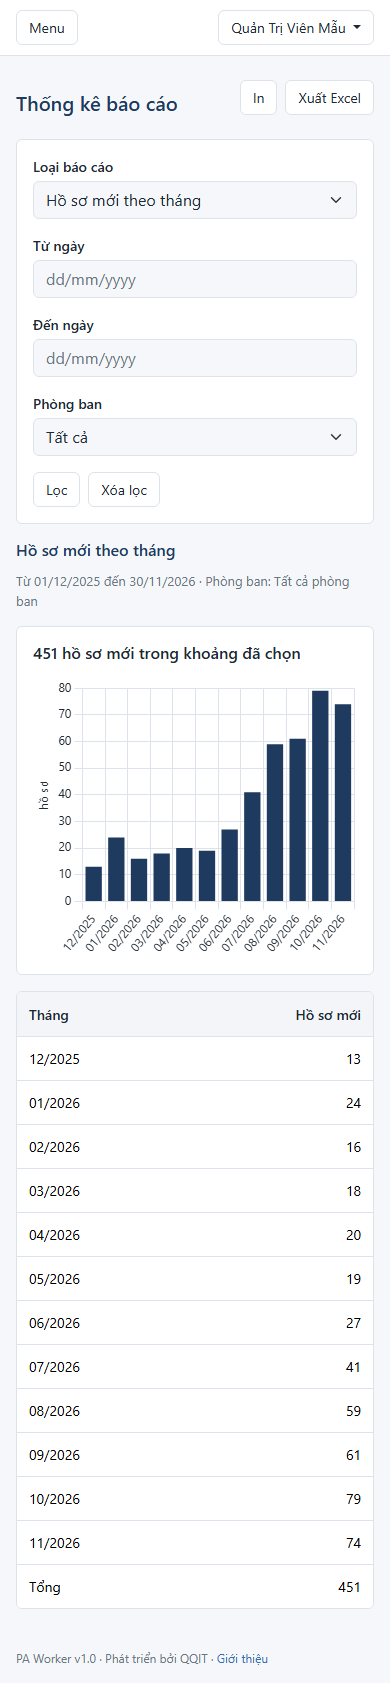 Menu
Quản Trị Viên Mẫu
Thống kê báo cáo
In
Xuất Excel
Loại báo cáo
Hồ sơ mới theo tháng
Từ ngày
dd/mm/yyyy
Đến ngày
dd/mm/yyyy
Phòng ban
Tất cả
Lọc
Xóa lọc
Hồ sơ mới theo tháng
Từ 01/12/2025 đến 30/11/2026 · Phòng ban: Tất cả phòng
ban
451 hồ sơ mới trong khoảng đã chọn
80
70
60
50
40
30
20
10
0
hồ sơ
12/2025
01/2026
02/2026
03/2026
04/2026
05/2026
06/2026
07/2026
08/2026
09/2026
10/2026
11/2026
Tháng Hồ sơ mới
12/2025 13
01/2026 24
02/2026 16
03/2026 18
04/2026 20
05/2026 19
06/2026 27
07/2026 41
08/2026 59
09/2026 61
10/2026 79
11/2026 74
Tổng 451
PA Worker v1.0 · Phát triển bởi QQIT · Giới thiệu